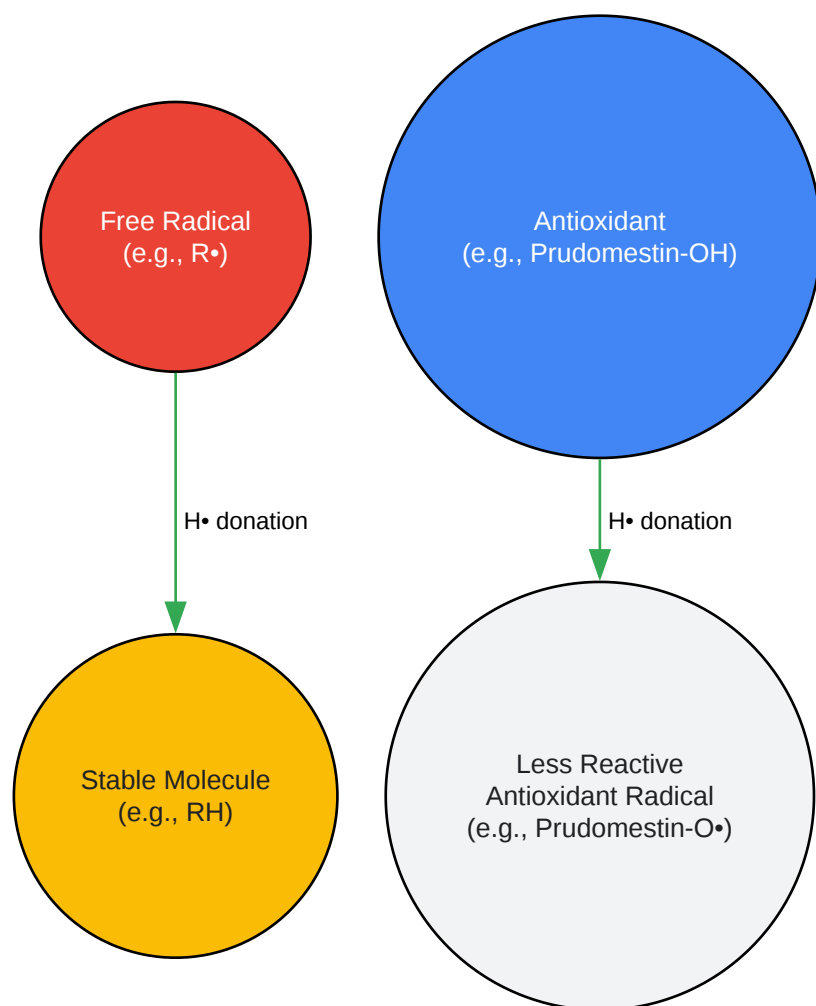 Free Radical
(e.g., R•)
Antioxidant
(e.g., Prudomestin-OH)
H• donation
H• donation
Stable Molecule
(e.g., RH)
Less Reactive
Antioxidant Radical
(e.g., Prudomestin-O•)